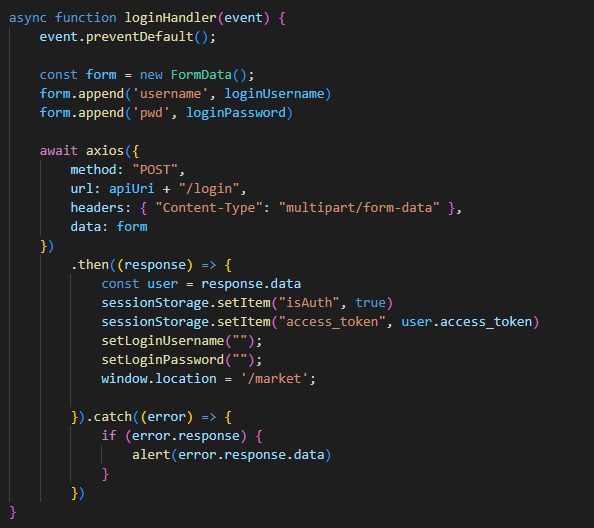 async function loginHandler(event) {
    event.preventDefault();

    const form = new FormData();
    form.append('username', loginUsername)
    form.append('pwd', loginPassword)

    await axios({
        method: "POST",
        url: apiUri + "/login",
        headers: { "Content-Type": "multipart/form-data" },
        data: form
    })
        .then((response) => {
            const user = response.data
            sessionStorage.setItem("isAuth", true)
            sessionStorage.setItem("access_token", user.access_token)
            setLoginUsername("");
            setLoginPassword("");
            window.location = '/market';

        }).catch((error) => {
            if (error.response) {
                alert(error.response.data)
            }
        })
}